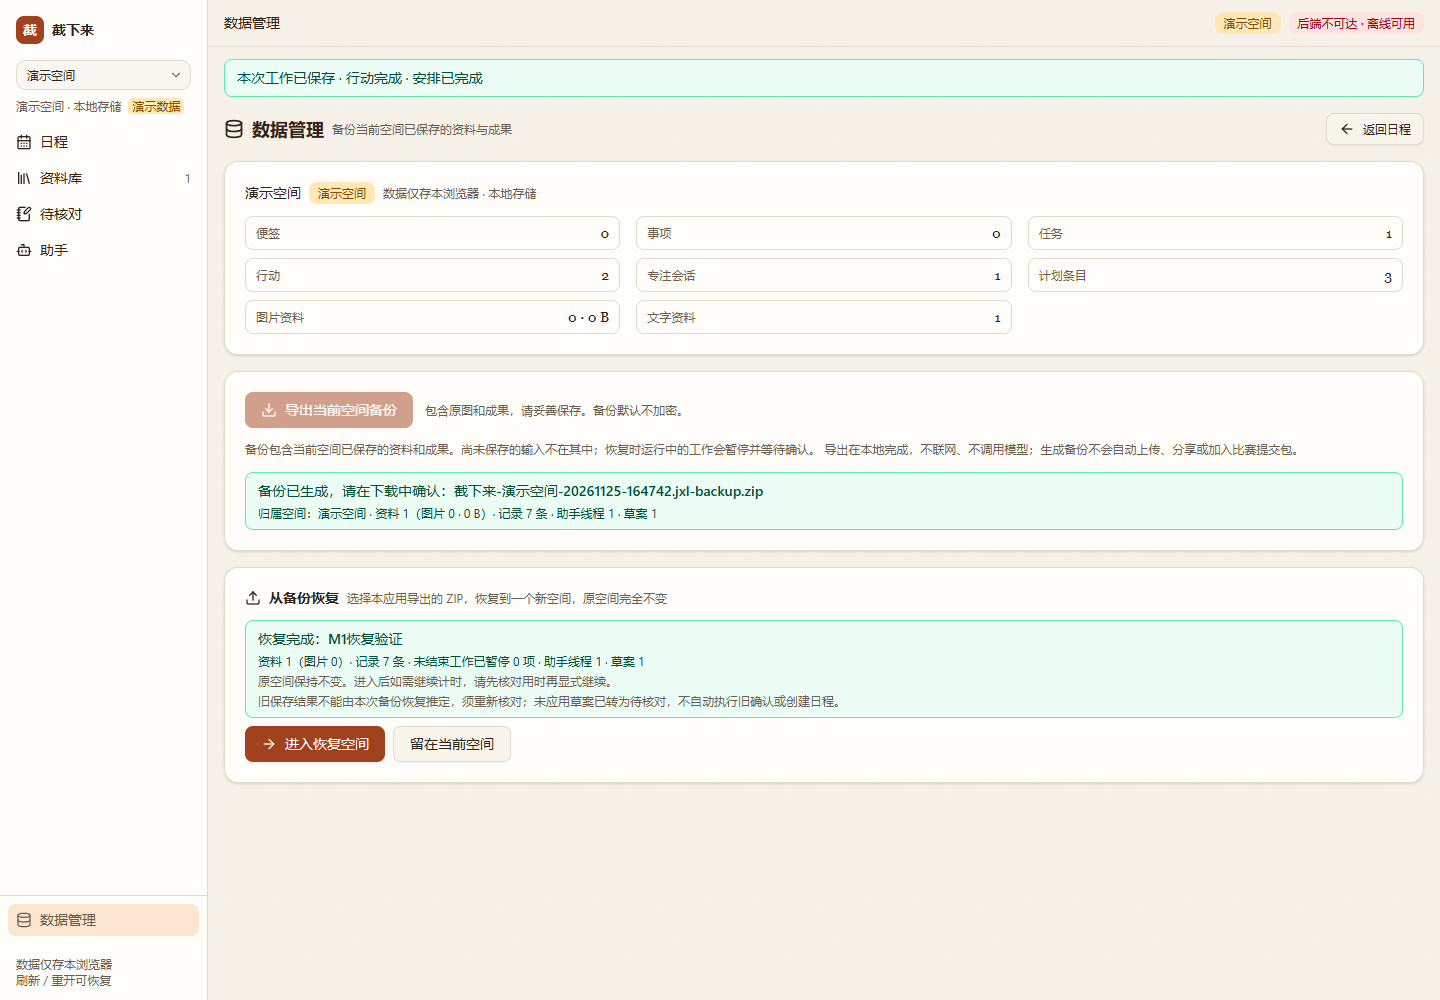 截 截下来
演示空间
演示空间 · 本地存储 演示数据
日程
资料库 1
待核对
助手
数据管理
数据仅存本浏览器
刷新 / 重开可恢复
数据管理 演示空间 后端不可达 · 离线可用
本次工作已保存 · 行动完成 · 安排已完成
数据管理 备份当前空间已保存的资料与成果 返回日程
演示空间 演示空间 数据仅存本浏览器 · 本地存储
便签 0 事项 0 任务 1
行动 2 专注会话 1 计划条目 3
图片资料 0 · 0 B 文字资料 1
导出当前空间备份 包含原图和成果，请妥善保存。备份默认不加密。
备份包含当前空间已保存的资料和成果。尚未保存的输入不在其中；恢复时运行中的工作会暂停并等待确认。 导出在本地完成，不联网、不调用模型；生成备份不会自动上传、分享或加入比赛提交包。
备份已生成，请在下载中确认：截下来-演示空间-20261125-164742.jxl-backup.zip
归属空间：演示空间 · 资料 1（图片 0 · 0 B）· 记录 7 条 · 助手线程 1 · 草案 1
从备份恢复 选择本应用导出的 ZIP，恢复到一个新空间，原空间完全不变
恢复完成：M1恢复验证
资料 1（图片 0）· 记录 7 条 · 未结束工作已暂停 0 项 · 助手线程 1 · 草案 1
原空间保持不变。进入后如需继续计时，请先核对用时再显式继续。
旧保存结果不能由本次备份恢复推定，须重新核对；未应用草案已转为待核对，不自动执行旧确认或创建日程。
进入恢复空间 留在当前空间